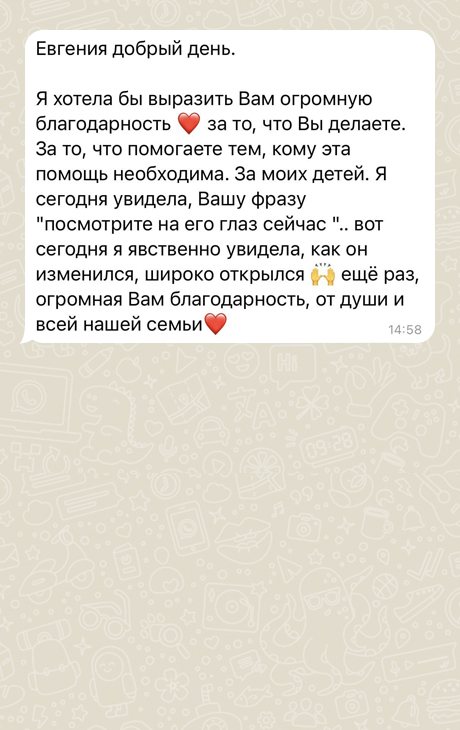 Евгения добрый день.
Я хотела бы выразить Вам огромную
благодарность ❤️ за то, что Вы делаете.
За то, что помогаете тем, кому эта
помощь необходима. За моих детей. Я
сегодня увидела, Вашу фразу
"посмотрите на его глаз сейчас ".. вот
сегодня я явственно увидела, как он
изменился, широко открылся 🙌 ещё раз,
огромная Вам благодарность, от души и
всей нашей семьи❤️
14:58